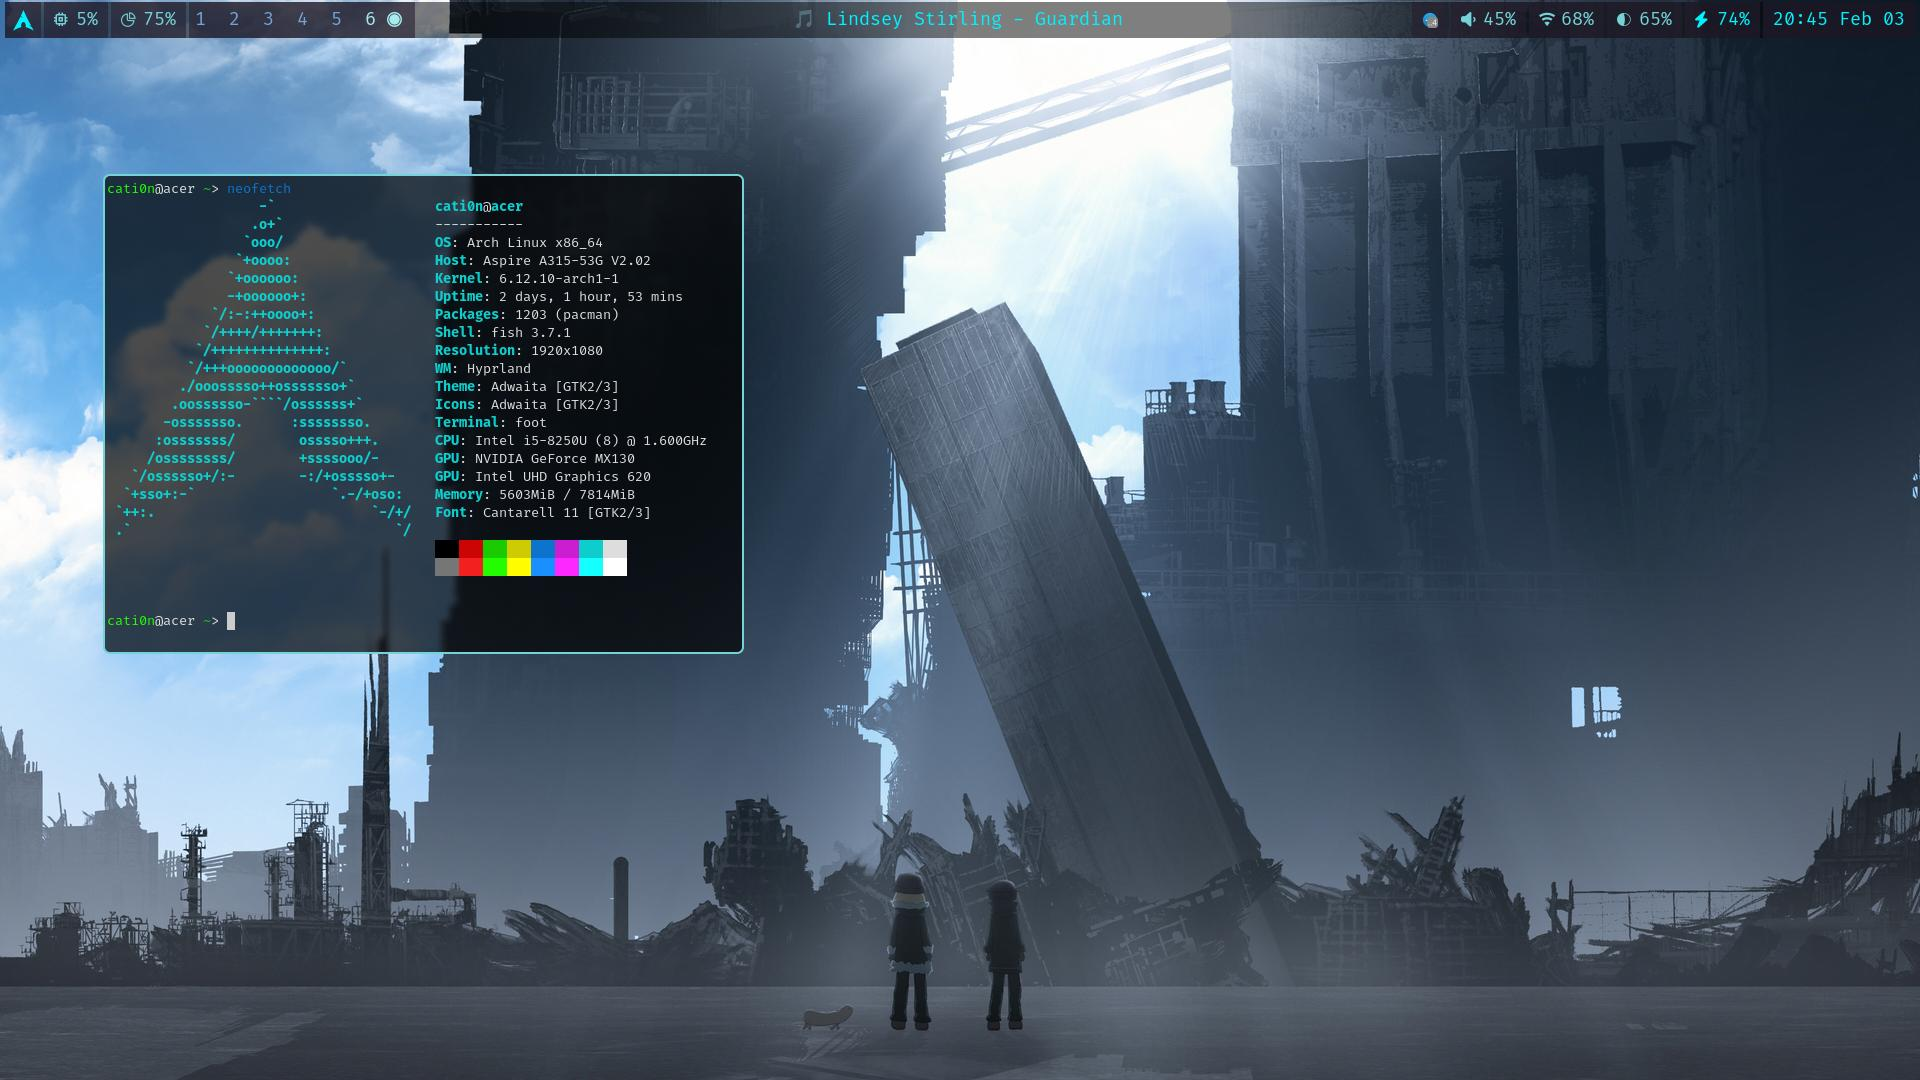 5% 75% 1 2 3 4 5 6 Lindsey Stirling - Guardian 4 45% 68% 65% 74% 20:45 Feb 03
cati0n@acer ~> neofetch
-`
.o+`
`ooo/
`+oooo:
`+oooooo:
-+oooooo+:
`/:-:++oooo+:
`/++++/+++++++:
`/++++++++++++++:
`/+++ooooooooooooo/`
./ooosssso++osssssso+`
.oossssso-````/ossssss+`
-osssssso.      :ssssssso.
:osssssss/        osssso+++.
/ossssssss/        +ssssooo/-
`/ossssso+/:-        -:/+osssso+-
`+sso+:-`                 `.-/+oso:
`++:.                           `-/+/
.`                                 `/
cati0n@acer
-----------
OS: Arch Linux x86_64
Host: Aspire A315-53G V2.02
Kernel: 6.12.10-arch1-1
Uptime: 2 days, 1 hour, 53 mins
Packages: 1203 (pacman)
Shell: fish 3.7.1
Resolution: 1920x1080
WM: Hyprland
Theme: Adwaita [GTK2/3]
Icons: Adwaita [GTK2/3]
Terminal: foot
CPU: Intel i5-8250U (8) @ 1.600GHz
GPU: NVIDIA GeForce MX130
GPU: Intel UHD Graphics 620
Memory: 5603MiB / 7814MiB
Font: Cantarell 11 [GTK2/3]
cati0n@acer ~>